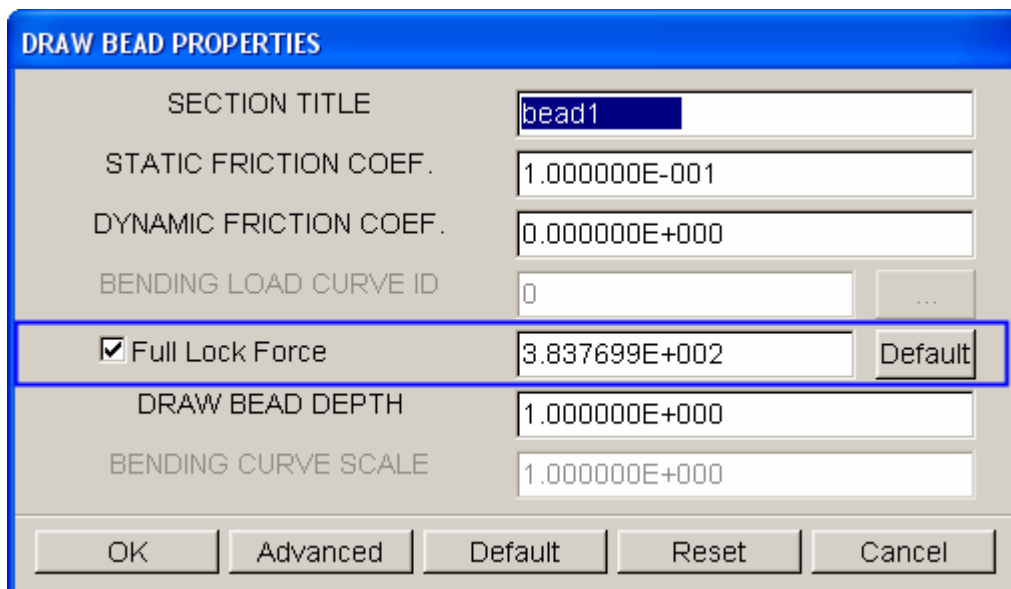 DRAW BEAD PROPERTIES
SECTION TITLE bead1
STATIC FRICTION COEF. 1.000000E-001
DYNAMIC FRICTION COEF. 0.000000E+000
BENDING LOAD CURVE ID 0 ...
Full Lock Force 3.837699E+002 Default
DRAW BEAD DEPTH 1.000000E+000
BENDING CURVE SCALE 1.000000E+000
OK Advanced Default Reset Cancel